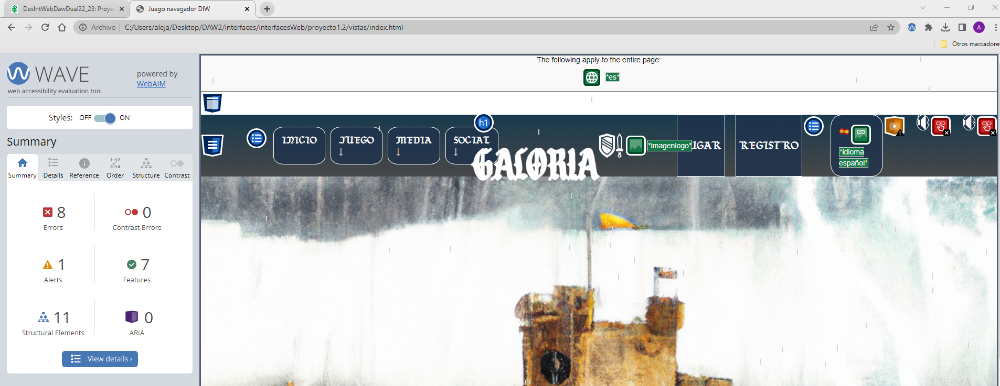 DesIntWebDawDual22_23: Proye
Juego navegador DIW
Archivo
C:/Users/aleja/Desktop/DAW2/interfaces/interfacesWeb/proyecto1.2/vistas/index.html
A
Otros marcadores
WAVE
powered by
WebAIM
web accessibility evaluation tool
Styles: OFF ON
Summary
Summary Details Reference Order Structure Contrast
8
Errors
0
Contrast Errors
1
Alerts
7
Features
11
Structural Elements
0
ARIA
View details ›
The following apply to the entire page:
*es*
INICIO
JUEGO
↓
MEDIA
↓
SOCIAL
↓
h1
GALORIA
*imagenlogo*
UGAR
REGISTRO
*idioma
español*